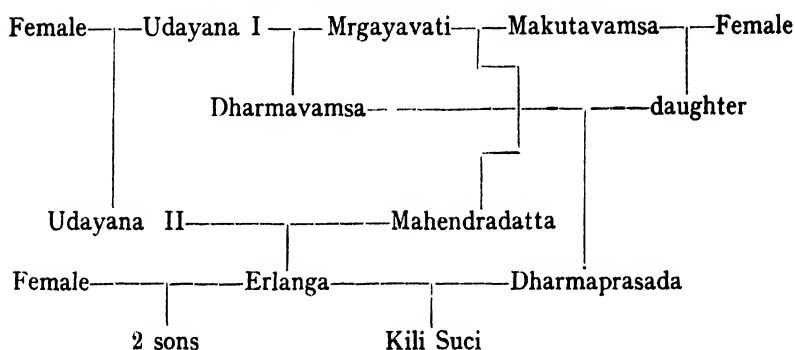 Female Udayana I Mrgayavati Makutavamsa Female
Dharmavamsa daughter
Udayana II Mahendradatta
Female Erlanga Dharmaprasada
2 sons Kili Suci